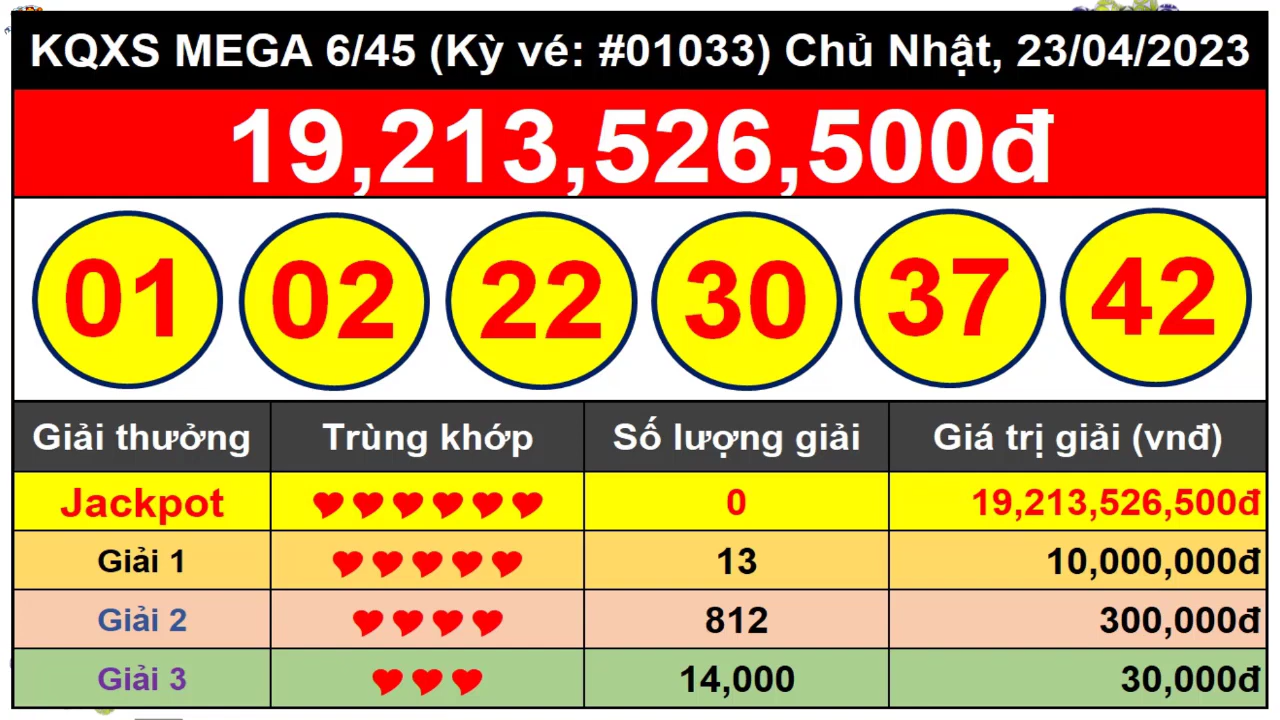 KQXS MEGA 6/45 (Kỳ vé: #01033) Chủ Nhật, 23/04/2023
19,213,526,500đ
01 02 22 30 37 42
Giải thưởng Trùng khớp Số lượng giải Giá trị giải (vnđ)
Jackpot 0 19,213,526,500đ
Giải 1 13 10,000,000đ
Giải 2 812 300,000đ
Giải 3 14,000 30,000đ